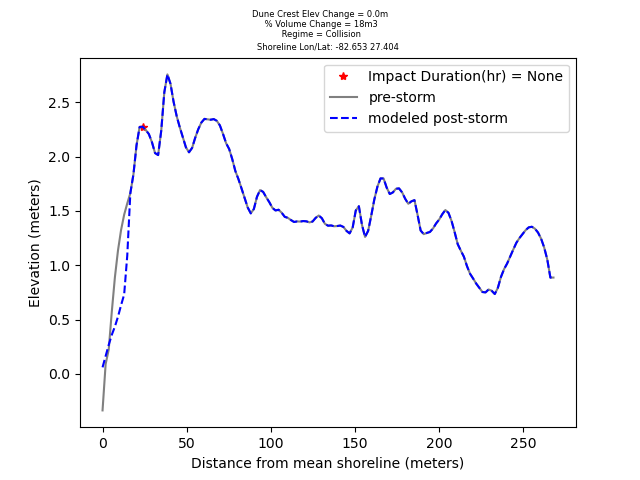 Dune Crest Elev Change = 0.0m
% Volume Change = 18m3
Regime = Collision
Shoreline Lon/Lat: -82.653 27.404
Impact Duration(hr) = None
pre-storm
modeled post-storm
2.5
2.0
1.5
1.0
0.5
0.0
Elevation (meters)
0 50 100 150 200 250
Distance from mean shoreline (meters)